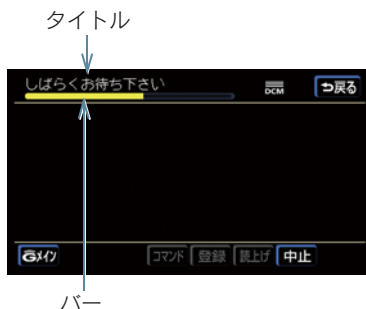 タイトル
しばらくお待ち下さい
DCM
戻る
Gメイン
コマンド
登録
読上げ
中止
バー